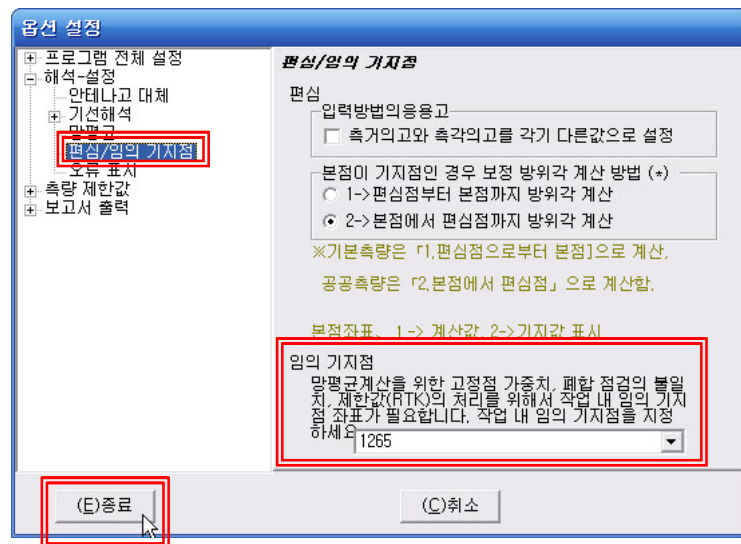 옵션 설정
프로그램 전체 설정
해석-설정
안테나고 대체
기선해석
망평균
편심/임의 기지점
오류 표시
측량 제한값
보고서 출력
편심/임의 기지점
편심
입력방법의응용고
측거의고와 측각의고를 각기 다른값으로 설정
본점이 기지점인 경우 보정 방위각 계산 방법 (*)
1->편심점부터 본점까지 방위각 계산
2->본점에서 편심점까지 방위각 계산
※기본측량은 「1.편심점으로부터 본점]으로 계산,
공공측량은 「2.본점에서 편심점」으로 계산함.
본점좌표、 1-> 계산값, 2->기지값 표시
임의 기지점
망평균계산을 위한 고정점 가중치, 폐합 점검의 불일
치, 제한값(RTK)의 처리를 위해서 작업 내 임의 기지
점 좌표가 필요합니다. 작업 내 임의 기지점을 지정
하세요
1265
(E)종료
(C)취소